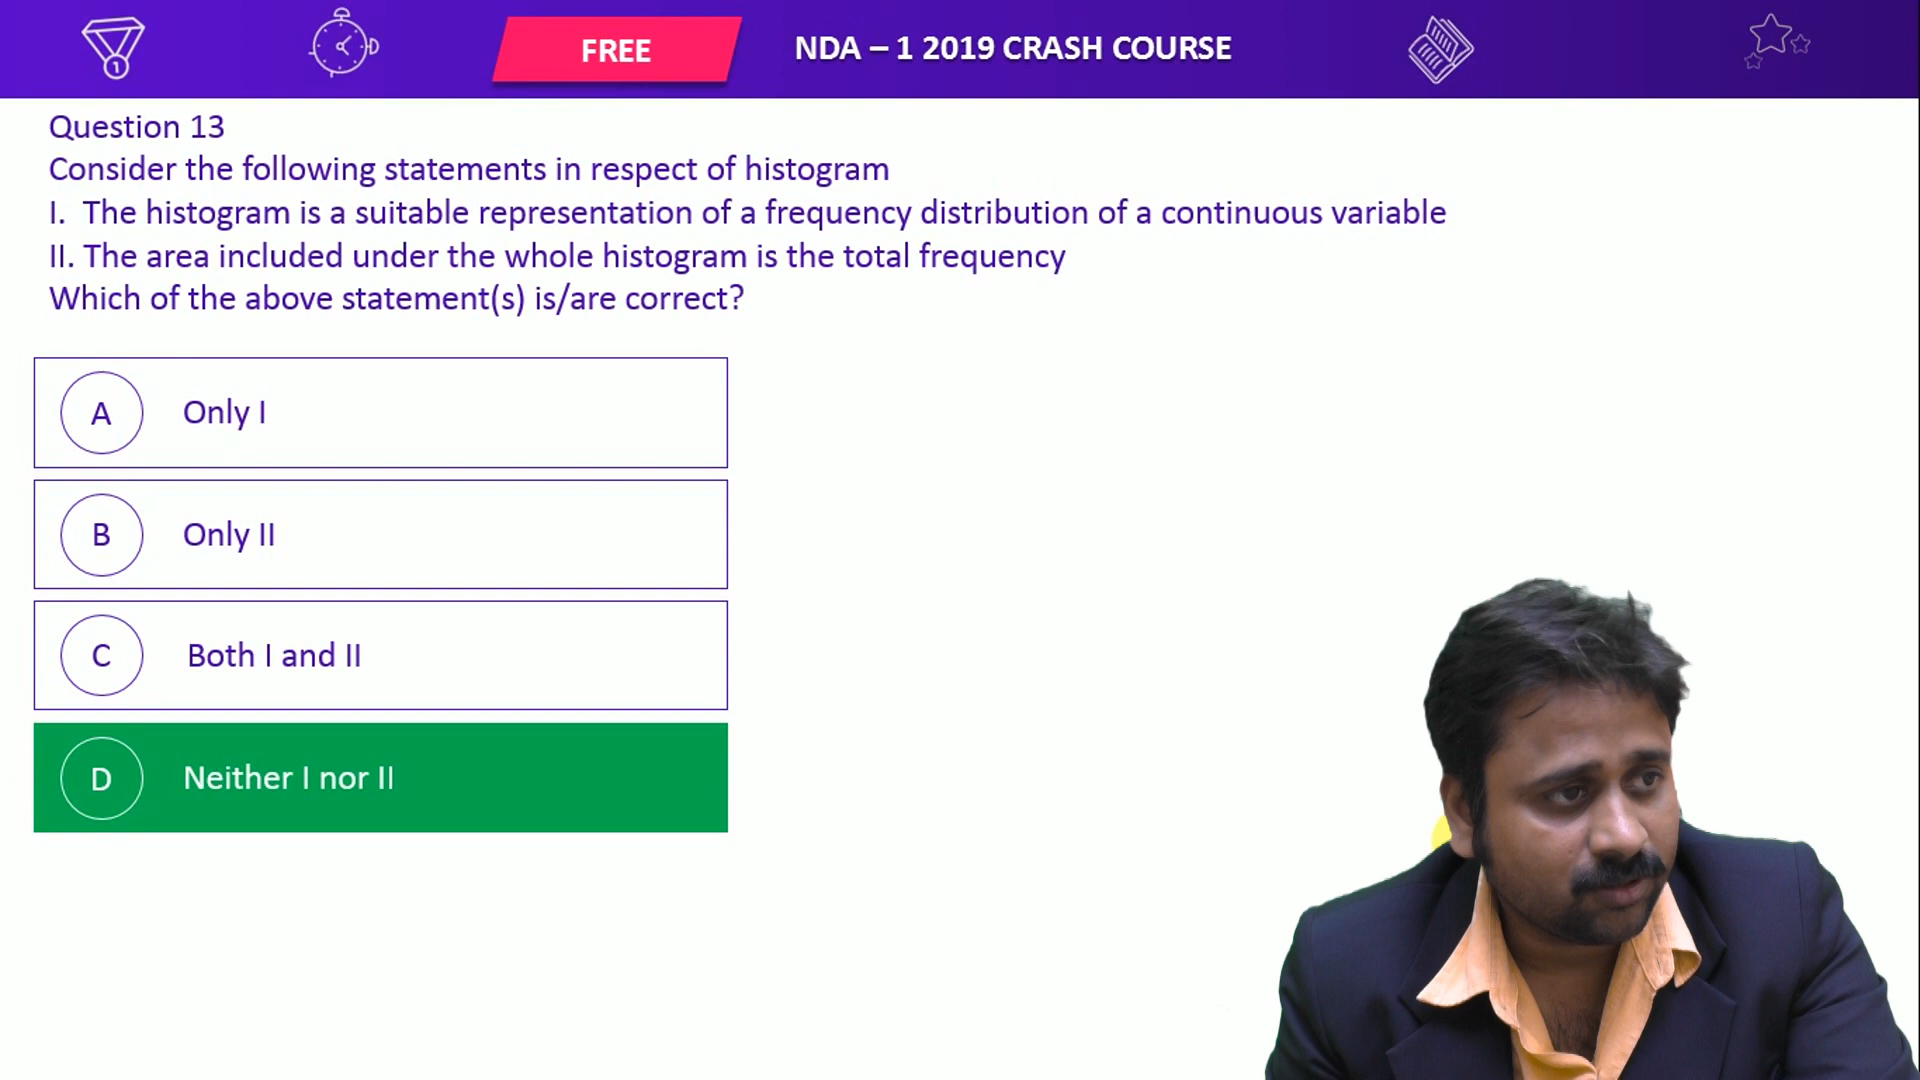 FREE
NDA – 1 2019 CRASH COURSE
Question 13
Consider the following statements in respect of histogram
I. The histogram is a suitable representation of a frequency distribution of a continuous variable
II. The area included under the whole histogram is the total frequency
Which of the above statement(s) is/are correct?
A Only I
B Only II
C Both I and II
D Neither I nor II
1